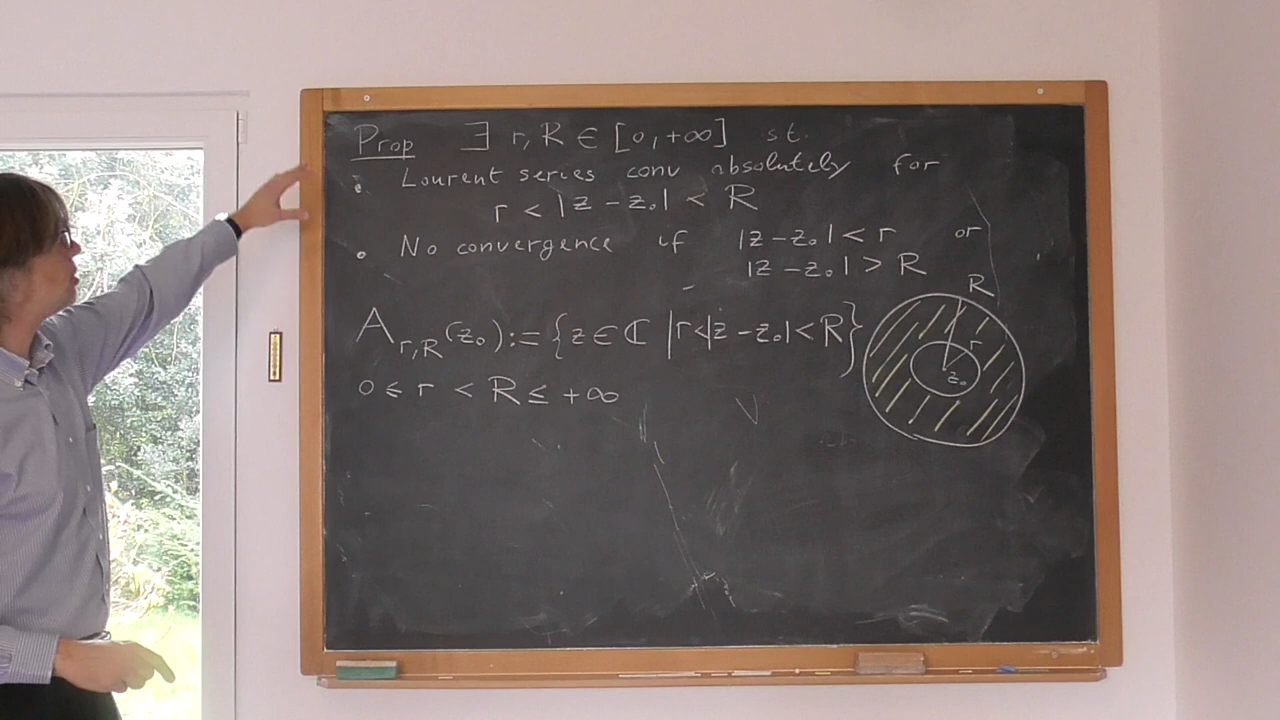 Prop ∃ r, R ∈ [0, +∞] s.t.
• Laurent series conv absolutely for
r < |z - z₀| < R
• No convergence if |z - z₀| < r or
|z - z₀| > R
A_{r,R}(z₀) := {z ∈ ℂ | r < |z - z₀| < R}
0 ≤ r < R ≤ +∞
R
r
z₀